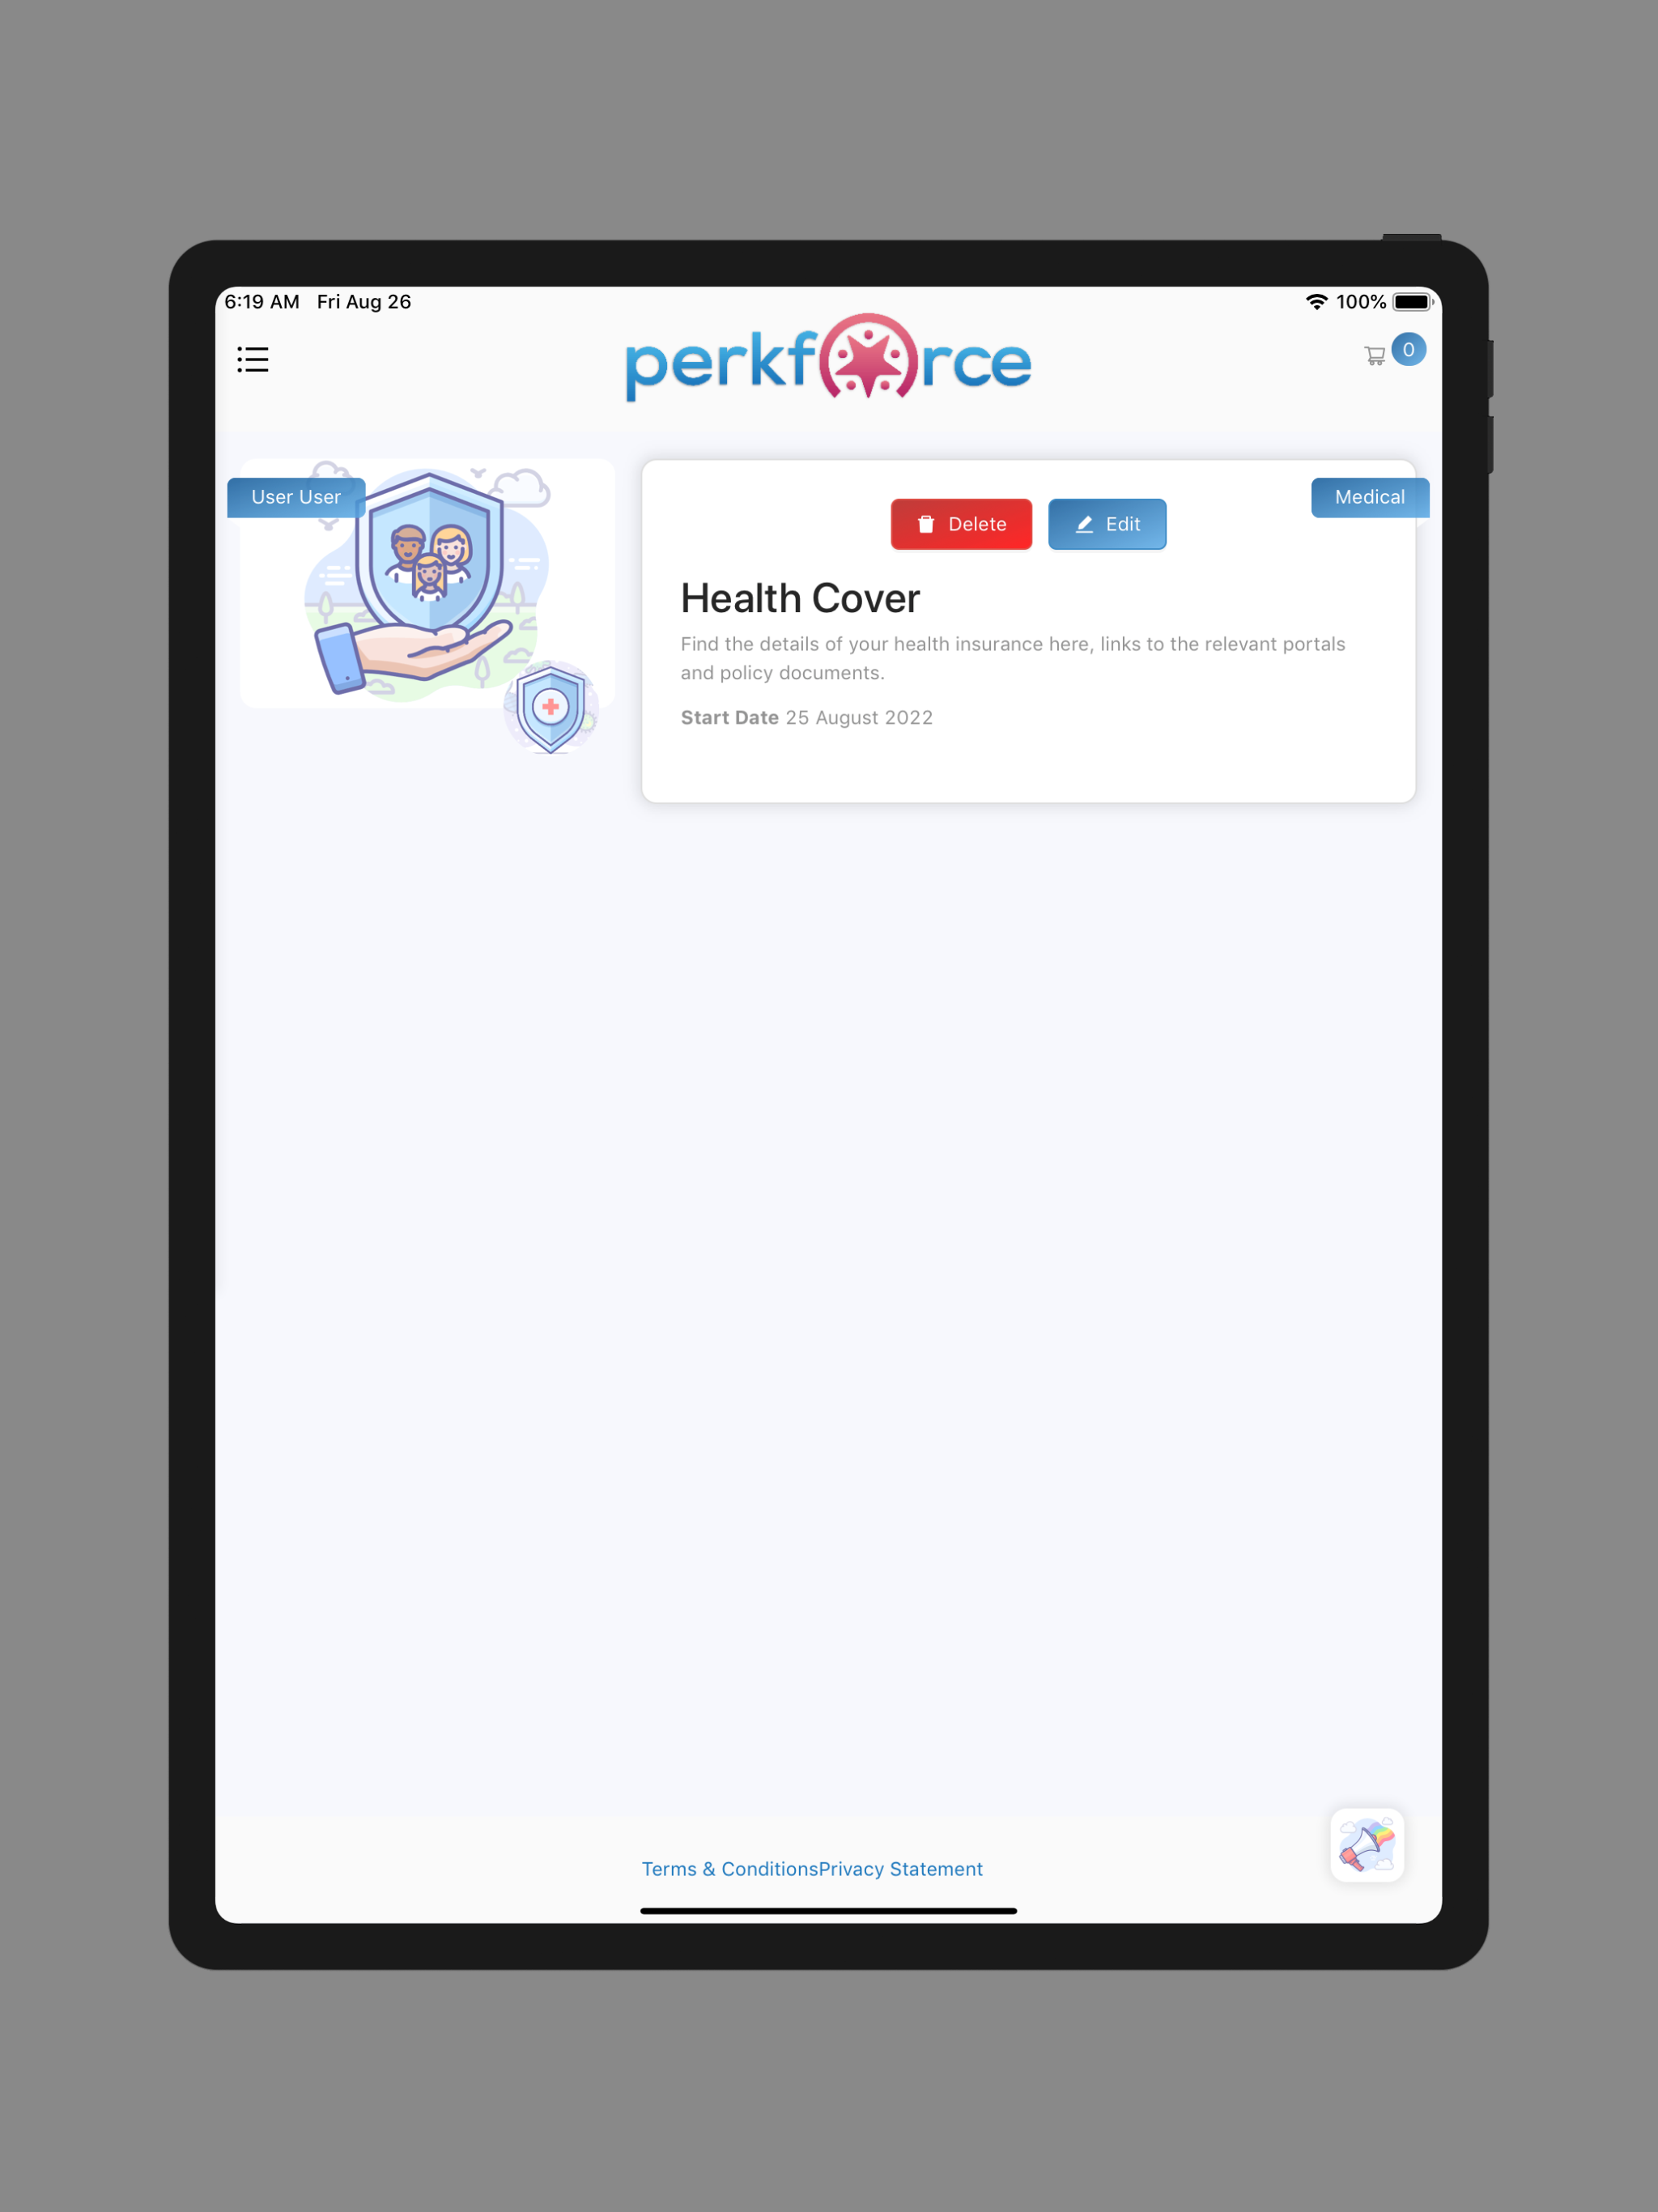 6:19 AM Fri Aug 26
100%
perkforce
0
User User
Medical
Delete
Edit
Health Cover
Find the details of your health insurance here, links to the relevant portals
and policy documents.
Start Date 25 August 2022
Terms & ConditionsPrivacy Statement